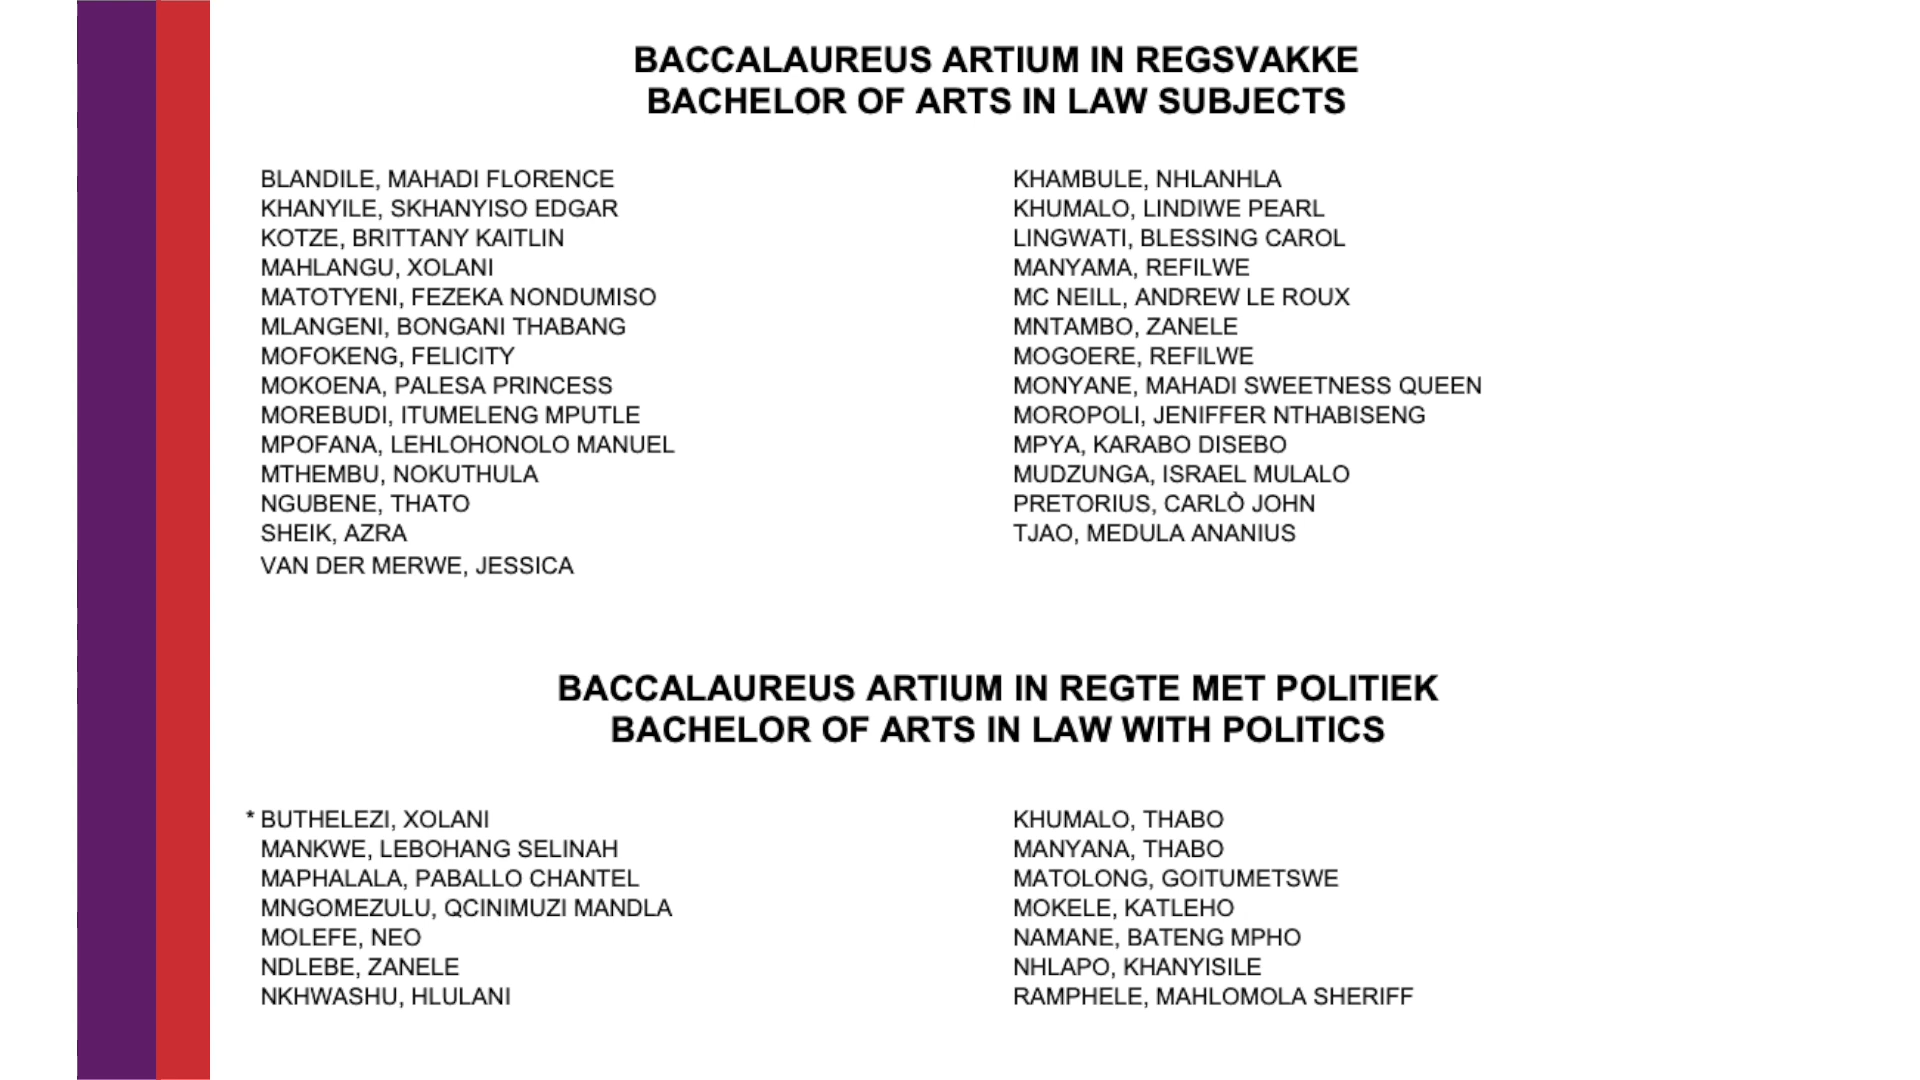 BACCALAUREUS ARTIUM IN REGSVAKKE
BACHELOR OF ARTS IN LAW SUBJECTS
BLANDILE, MAHADI FLORENCE
KHANYILE, SKHANYISO EDGAR
KOTZE, BRITTANY KAITLIN
MAHLANGU, XOLANI
MATOTYENI, FEZEKA NONDUMISO
MLANGENI, BONGANI THABANG
MOFOKENG, FELICITY
MOKOENA, PALESA PRINCESS
MOREBUDI, ITUMELENG MPUTLE
MPOFANA, LEHLOHONOLO MANUEL
MTHEMBU, NOKUTHULA
NGUBENE, THATO
SHEIK, AZRA
VAN DER MERWE, JESSICA
KHAMBULE, NHLANHLA
KHUMALO, LINDIWE PEARL
LINGWATI, BLESSING CAROL
MANYAMA, REFILWE
MC NEILL, ANDREW LE ROUX
MNTAMBO, ZANELE
MOGOERE, REFILWE
MONYANE, MAHADI SWEETNESS QUEEN
MOROPOLI, JENIFFER NTHABISENG
MPYA, KARABO DISEBO
MUDZUNGA, ISRAEL MULALO
PRETORIUS, CARLÒ JOHN
TJAO, MEDULA ANANIUS
BACCALAUREUS ARTIUM IN REGTE MET POLITIEK
BACHELOR OF ARTS IN LAW WITH POLITICS
* BUTHELEZI, XOLANI
MANKWE, LEBOHANG SELINAH
MAPHALALA, PABALLO CHANTEL
MNGOMEZULU, QCINIMUZI MANDLA
MOLEFE, NEO
NDLEBE, ZANELE
NKHWASHU, HLULANI
KHUMALO, THABO
MANYANA, THABO
MATOLONG, GOITUMETSWE
MOKELE, KATLEHO
NAMANE, BATENG MPHO
NHLAPO, KHANYISILE
RAMPHELE, MAHLOMOLA SHERIFF